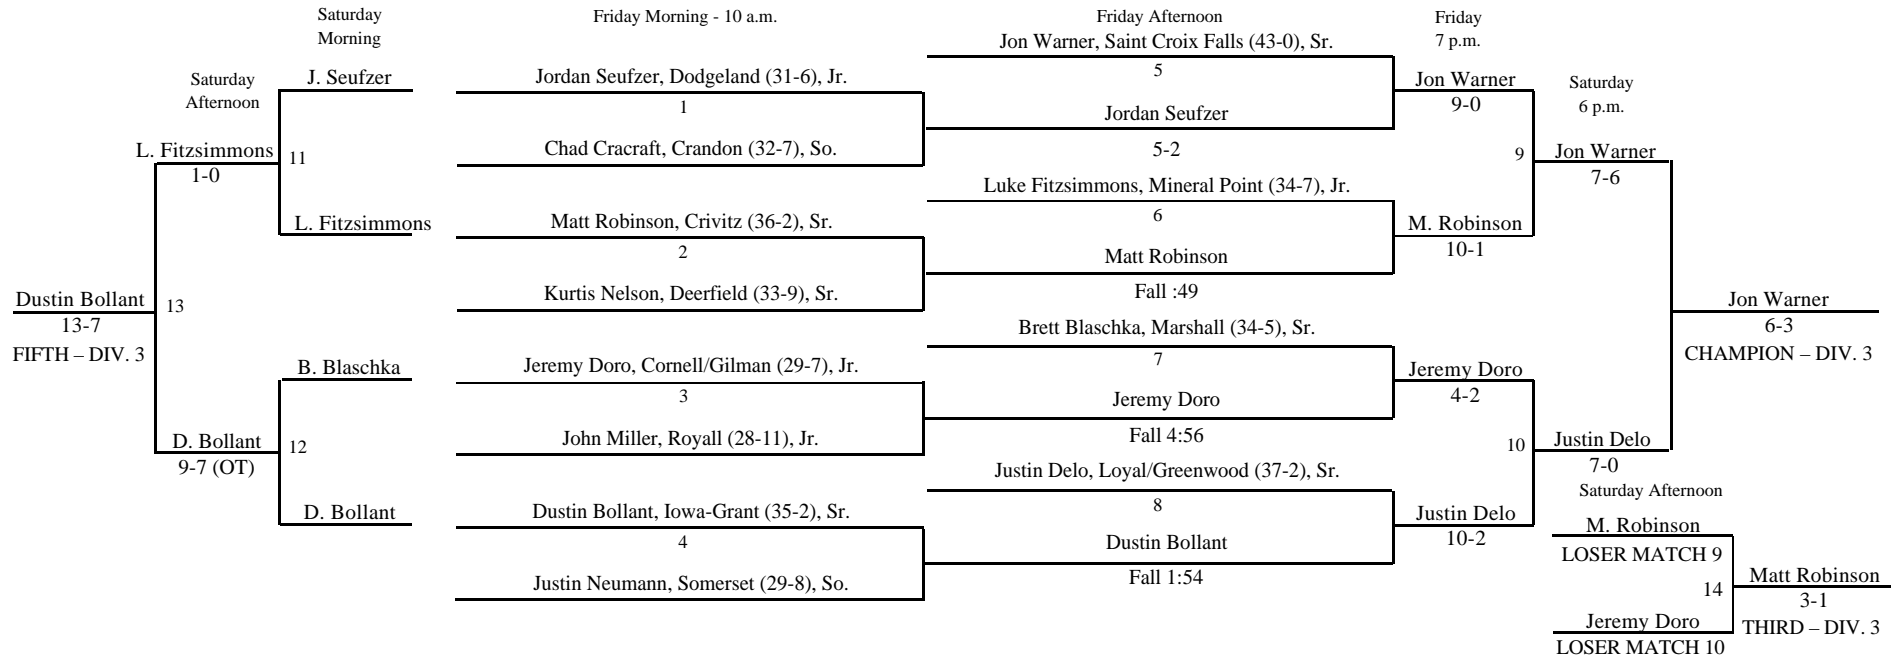 Saturday
Morning
Friday Morning - 10 a.m.
Friday Afternoon
Friday
7 p.m.
Saturday
Afternoon
J. Seufzer
L. Fitzsimmons
1-0
11
L. Fitzsimmons
Dustin Bollant
13-7
FIFTH – DIV. 3
13
B. Blaschka
D. Bollant
9-7 (OT)
12
D. Bollant
Jordan Seufzer, Dodgeland (31-6), Jr.
1
Chad Cracraft, Crandon (32-7), So.
Matt Robinson, Crivitz (36-2), Sr.
2
Kurtis Nelson, Deerfield (33-9), Sr.
Jeremy Doro, Cornell/Gilman (29-7), Jr.
3
John Miller, Royall (28-11), Jr.
Dustin Bollant, Iowa-Grant (35-2), Sr.
4
Justin Neumann, Somerset (29-8), So.
Jon Warner, Saint Croix Falls (43-0), Sr.
5
Jordan Seufzer
5-2
Luke Fitzsimmons, Mineral Point (34-7), Jr.
6
Matt Robinson
Fall :49
Brett Blaschka, Marshall (34-5), Sr.
7
Jeremy Doro
Fall 4:56
Justin Delo, Loyal/Greenwood (37-2), Sr.
8
Dustin Bollant
Fall 1:54
Jon Warner
9-0
9
M. Robinson
10-1
Jeremy Doro
4-2
10
Justin Delo
10-2
Saturday
6 p.m.
Jon Warner
7-6
Justin Delo
7-0
Jon Warner
6-3
CHAMPION – DIV. 3
Saturday Afternoon
M. Robinson
LOSER MATCH 9
14
Jeremy Doro
LOSER MATCH 10
Matt Robinson
3-1
THIRD – DIV. 3